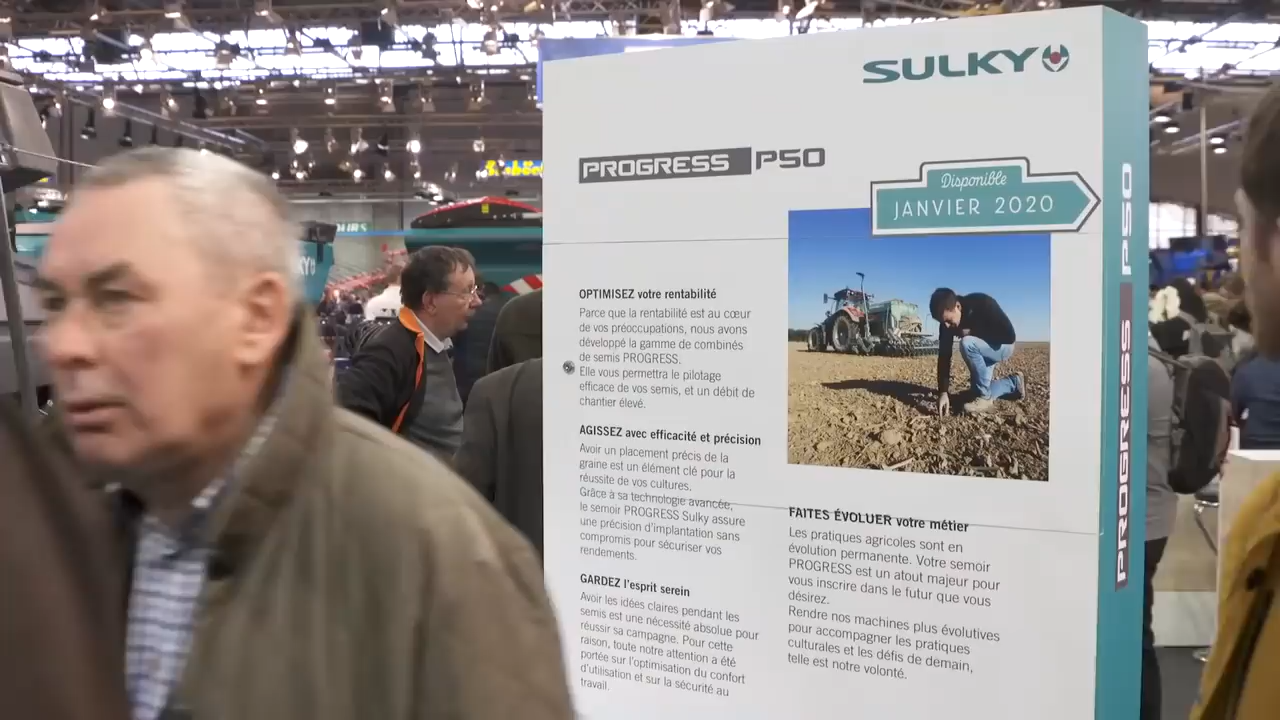 SULKY
PROGRESS P50
Disponible
JANVIER 2020
OPTIMISEZ votre rentabilité
Parce que la rentabilité est au cœur
de vos préoccupations, nous avons
développé la gamme de combinés
de semis PROGRESS.
Elle vous permettra le pilotage
efficace de vos semis, et un débit de
chantier élevé.
AGISSEZ avec efficacité et précision
Avoir un placement précis de la
graine est un élément clé pour la
réussite de vos cultures.
Grâce à sa technologie avancée,
le semoir PROGRESS Sulky assure
une précision d'implantation sans
compromis pour sécuriser vos
rendements.
GARDEZ l'esprit serein
Avoir les idées claires pendant les
semis est une nécessité absolue pour
réussir sa campagne. Pour cette
raison, toute notre attention a été
portée sur l'optimisation du confort
d'utilisation et sur la sécurité au
travail.
FAITES ÉVOLUER votre métier
Les pratiques agricoles sont en
évolution permanente. Votre semoir
PROGRESS est un atout majeur pour
vous inscrire dans le futur que vous
désirez.
Rendre nos machines plus évolutives
pour accompagner les pratiques
culturales et les défis de demain,
telle est notre volonté.
PROGRESS P50